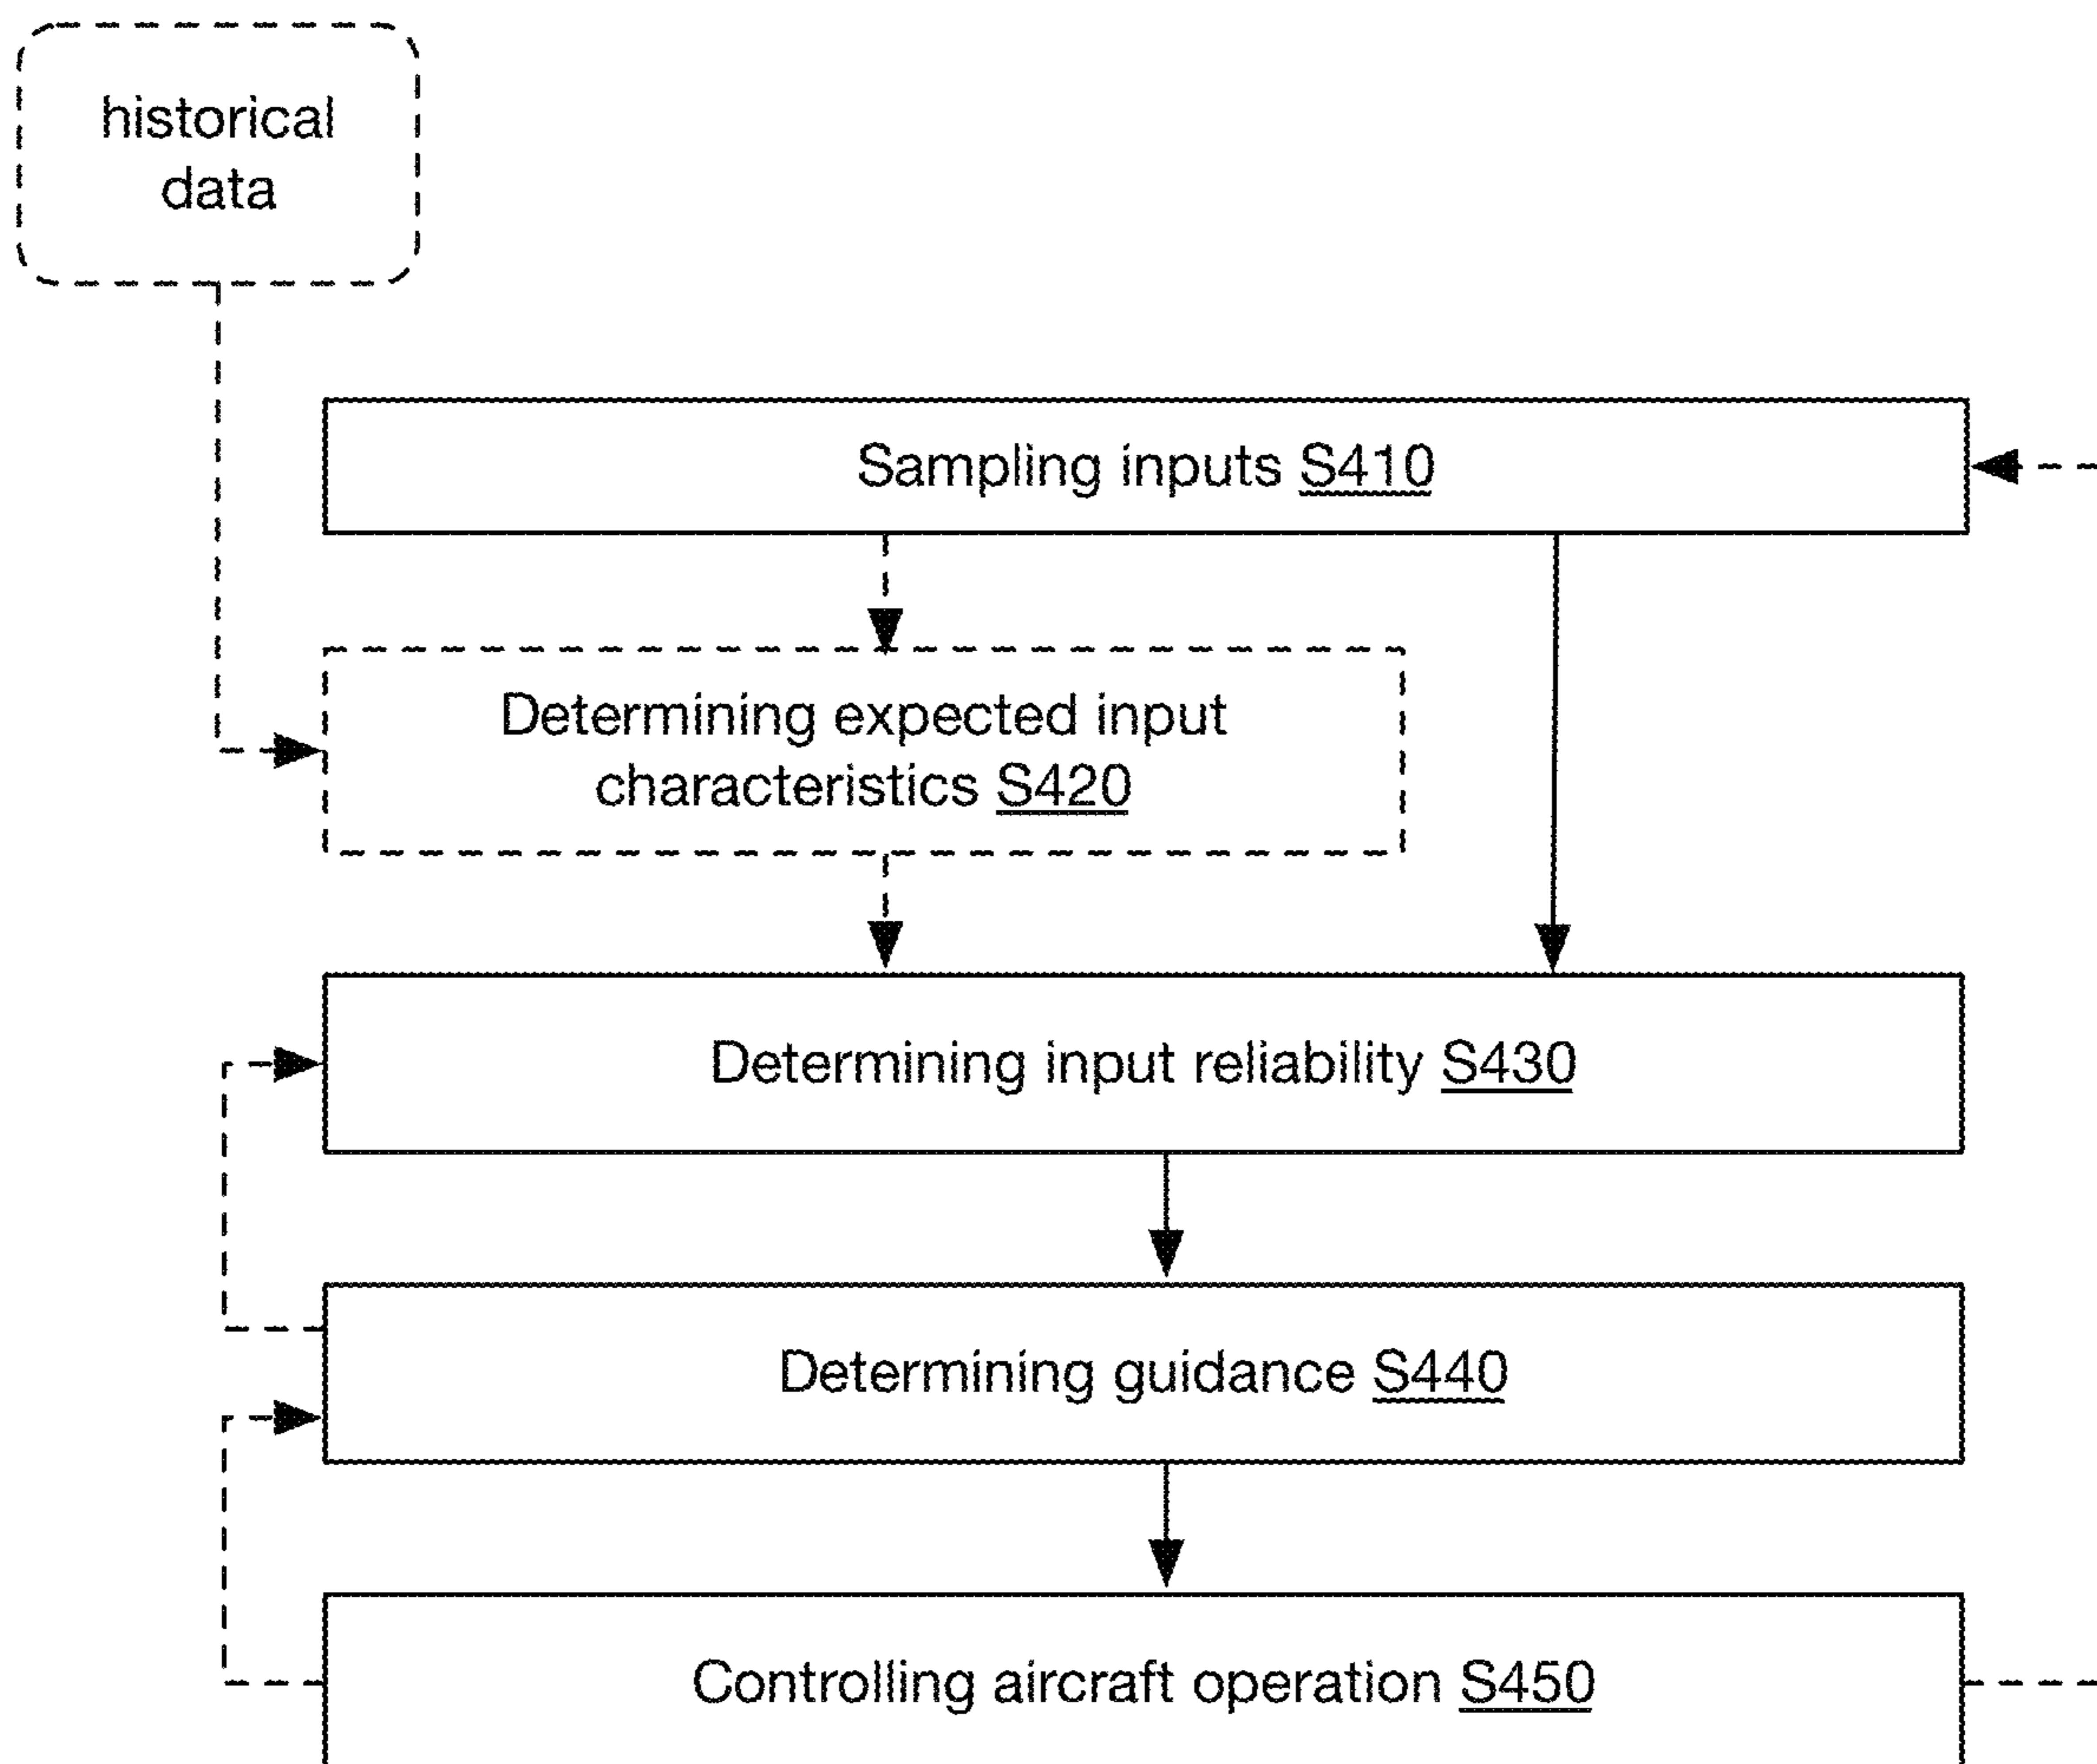 historical
data
Sampling inputs S410
Determining expected input
characteristics S420
Determining input reliability S430
Determining guidance S440
Controlling aircraft operation S450